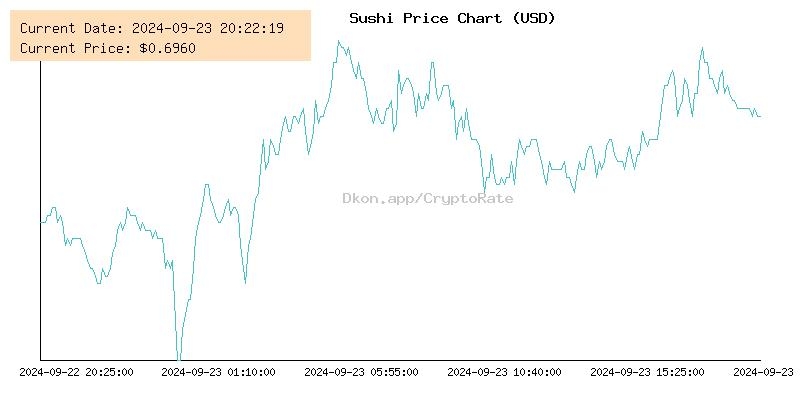 Sushi Price Chart (USD)
Current Date: 2024-09-23 20:22:19
Current Price: $0.6960
Dkon.app/CryptoRate
2024-09-22 20:25:00
2024-09-23 01:10:00
2024-09-23 05:55:00
2024-09-23 10:40:00
2024-09-23 15:25:00
2024-09-23